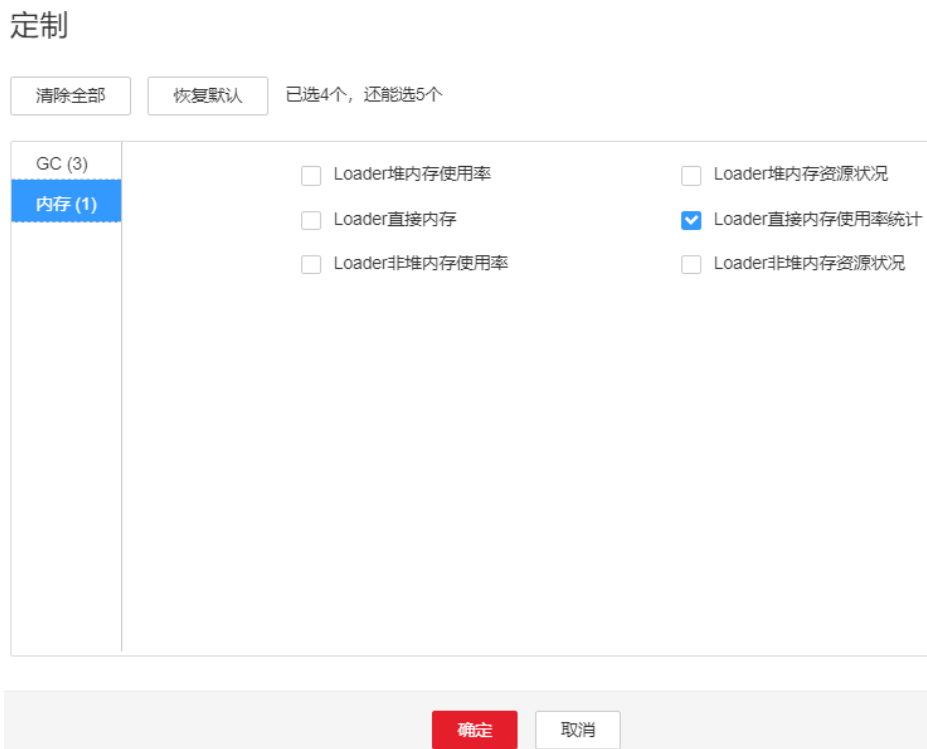 定制
清除全部 恢复默认 已选4个，还能选5个
GC (3)
内存 (1)
Loader堆内存使用率 Loader堆内存资源状况
Loader直接内存 Loader直接内存使用率统计
Loader非堆内存使用率 Loader非堆内存资源状况
确定 取消